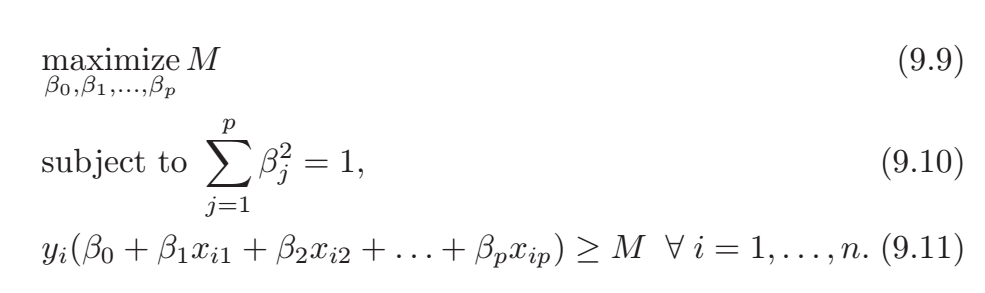 maximize M (9.9)
β₀,β₁,...,βₚ
subject to ∑ⱼ₌₁ᵖ βⱼ² = 1, (9.10)
yᵢ(β₀ + β₁xᵢ₁ + β₂xᵢ₂ + . . . + βₚxᵢₚ) ≥ M ∀ i = 1, . . . , n. (9.11)